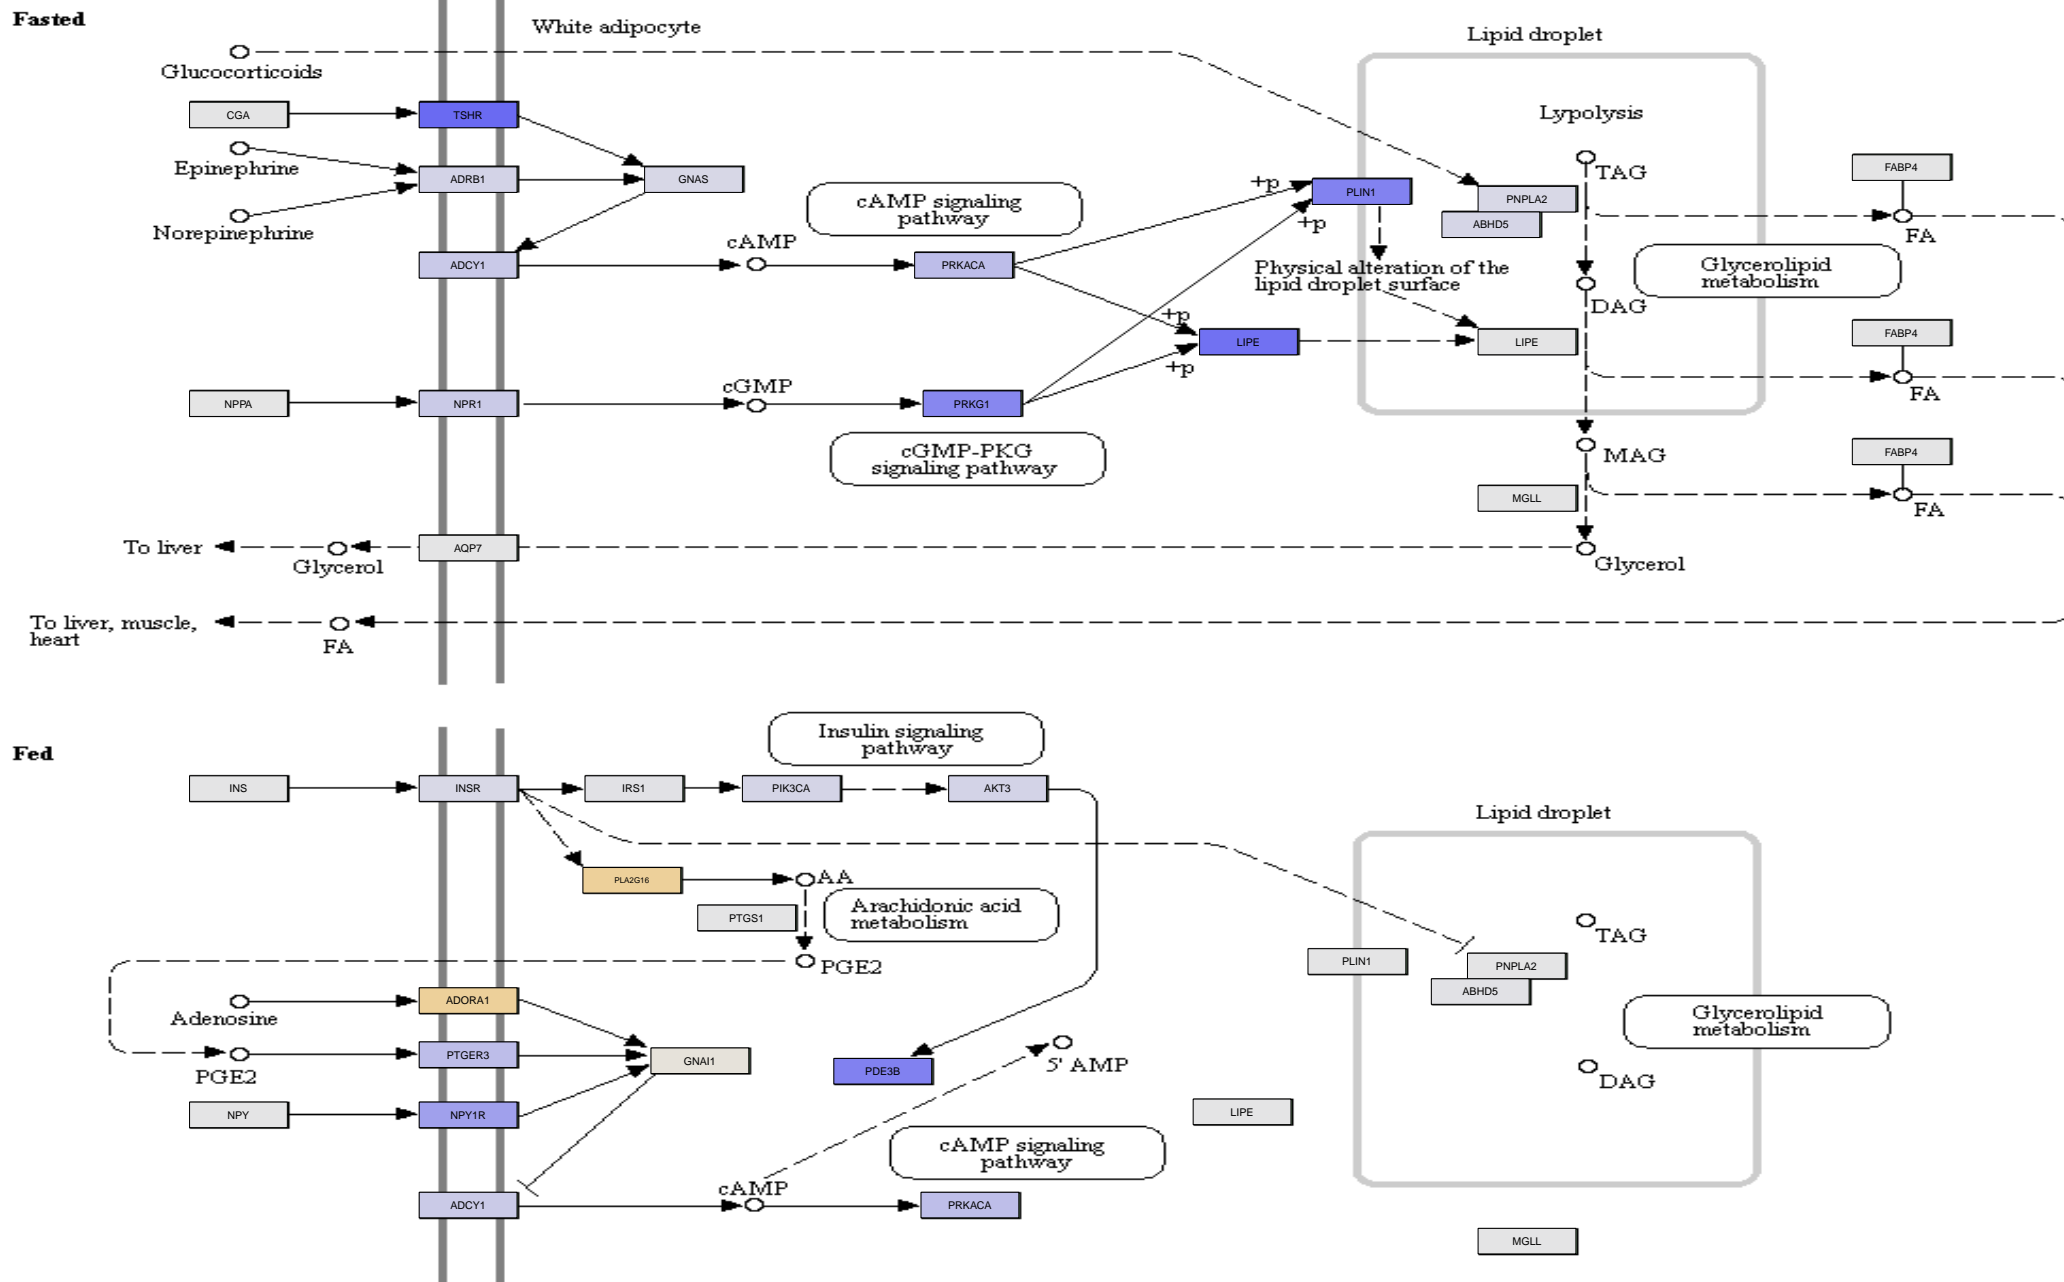 Fasted
White adipocyte
Lipid droplet
Glucocorticoids
CGA
TSHR
Lypolysis
Epinephrine
ADRB1
GNAS
cAMP signaling
pathway
+p
PLIN1
PNPLA2
ABHD5
TAG
FABP4
Norepinephrine
+p
FA
ADCY1
cAMP
PRKACA
Physical alteration of the
lipid droplet surface
Glycerolipid
metabolism
DAG
+p
LIPE
LIPE
FABP4
+p
NPPA
NPR1
cGMP
PRKG1
FA
cGMP-PKG
signaling pathway
MAG
FABP4
MGLL
FA
To liver
Glycerol
AQP7
Glycerol
To liver, muscle,
heart
FA
Fed
Insulin signaling
pathway
INS
INSR
IRS1
PIK3CA
AKT3
Lipid droplet
PLA2G16
AA
PTGS1
Arachidonic acid
metabolism
PGE2
TAG
PLIN1
PNPLA2
ABHD5
Adenosine
ADORA1
Glycerolipid
metabolism
PGE2
PTGER3
GNAI1
PDE3B
5' AMP
DAG
NPY
NPY1R
LIPE
cAMP signaling
pathway
ADCY1
cAMP
PRKACA
MGLL